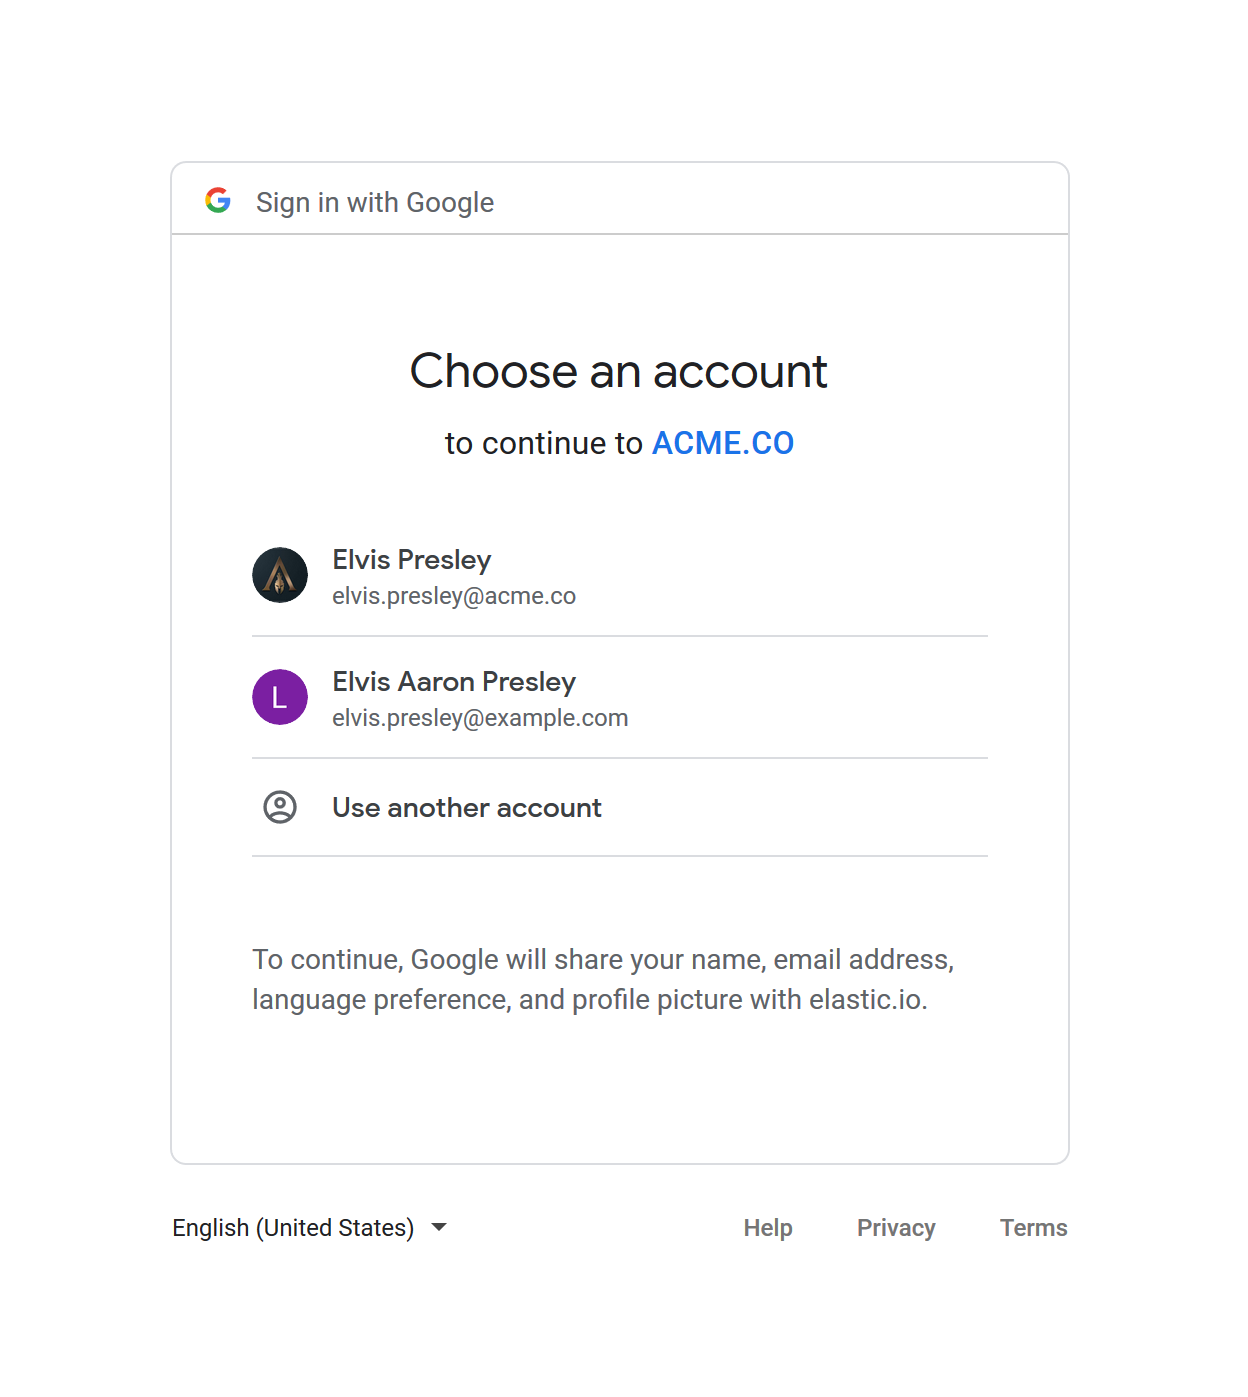 Sign in with Google
Choose an account
to continue to ACME.CO
Elvis Presley
elvis.presley@acme.co
L
Elvis Aaron Presley
elvis.presley@example.com
Use another account
To continue, Google will share your name, email address,
language preference, and profile picture with elastic.io.
English (United States)
Help
Privacy
Terms